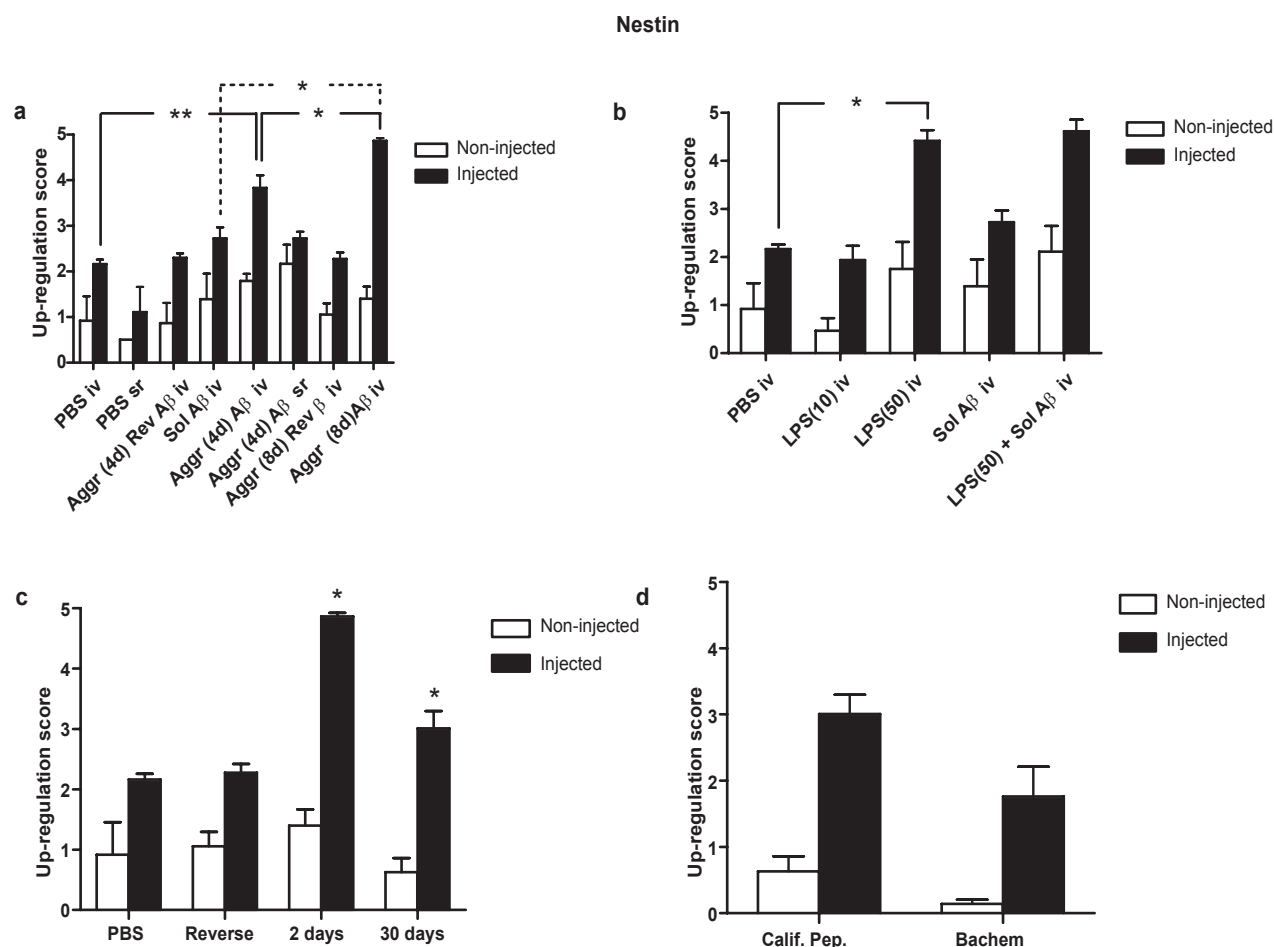 Nestin
a
*
**
*
Up-regulation score
5
4
3
2
1
0
Non-injected
Injected
PBS iv
PBS sr
Aggr (4d) Rev Aβ iv
Sol Aβ iv
Aggr (4d) Aβ iv
Aggr (4d) Aβ sr
Aggr (8d) Rev β iv
Aggr (8d)Aβ iv
b
*
Up-regulation score
5
4
3
2
1
0
Non-injected
Injected
PBS iv
LPS(10) iv
LPS(50) iv
Sol Aβ iv
LPS(50) + Sol Aβ iv
c
*
*
Up-regulation score
5
4
3
2
1
0
Non-injected
Injected
PBS
Reverse
2 days
30 days
d
Up-regulation score
5
4
3
2
1
0
Non-injected
Injected
Calif. Pep.
Bachem